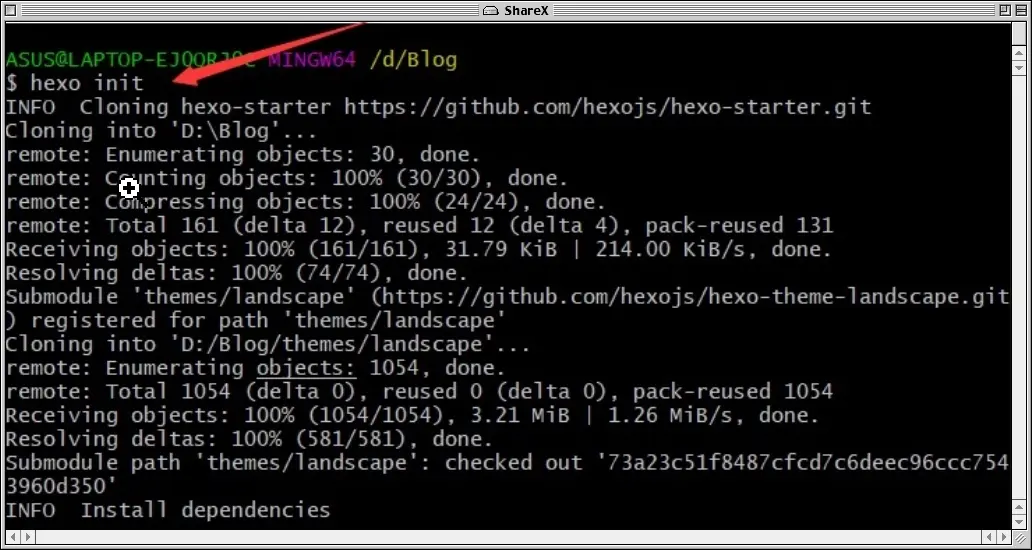 ShareX
ASUS@LAPTOP-EJQQRJ9C MINGW64 /d/Blog
$ hexo init
INFO  Cloning hexo-starter https://github.com/hexojs/hexo-starter.git
Cloning into 'D:\Blog'...
remote: Enumerating objects: 30, done.
remote: Counting objects: 100% (30/30), done.
remote: Compressing objects: 100% (24/24), done.
remote: Total 161 (delta 12), reused 12 (delta 4), pack-reused 131
Receiving objects: 100% (161/161), 31.79 KiB | 214.00 KiB/s, done.
Resolving deltas: 100% (74/74), done.
Submodule 'themes/landscape' (https://github.com/hexojs/hexo-theme-landscape.git
) registered for path 'themes/landscape'
Cloning into 'D:/Blog/themes/landscape'...
remote: Enumerating objects: 1054, done.
remote: Total 1054 (delta 0), reused 0 (delta 0), pack-reused 1054
Receiving objects: 100% (1054/1054), 3.21 MiB | 1.26 MiB/s, done.
Resolving deltas: 100% (581/581), done.
Submodule path 'themes/landscape': checked out '73a23c51f8487cfcd7c6deec96ccc754
3960d350'
INFO  Install dependencies